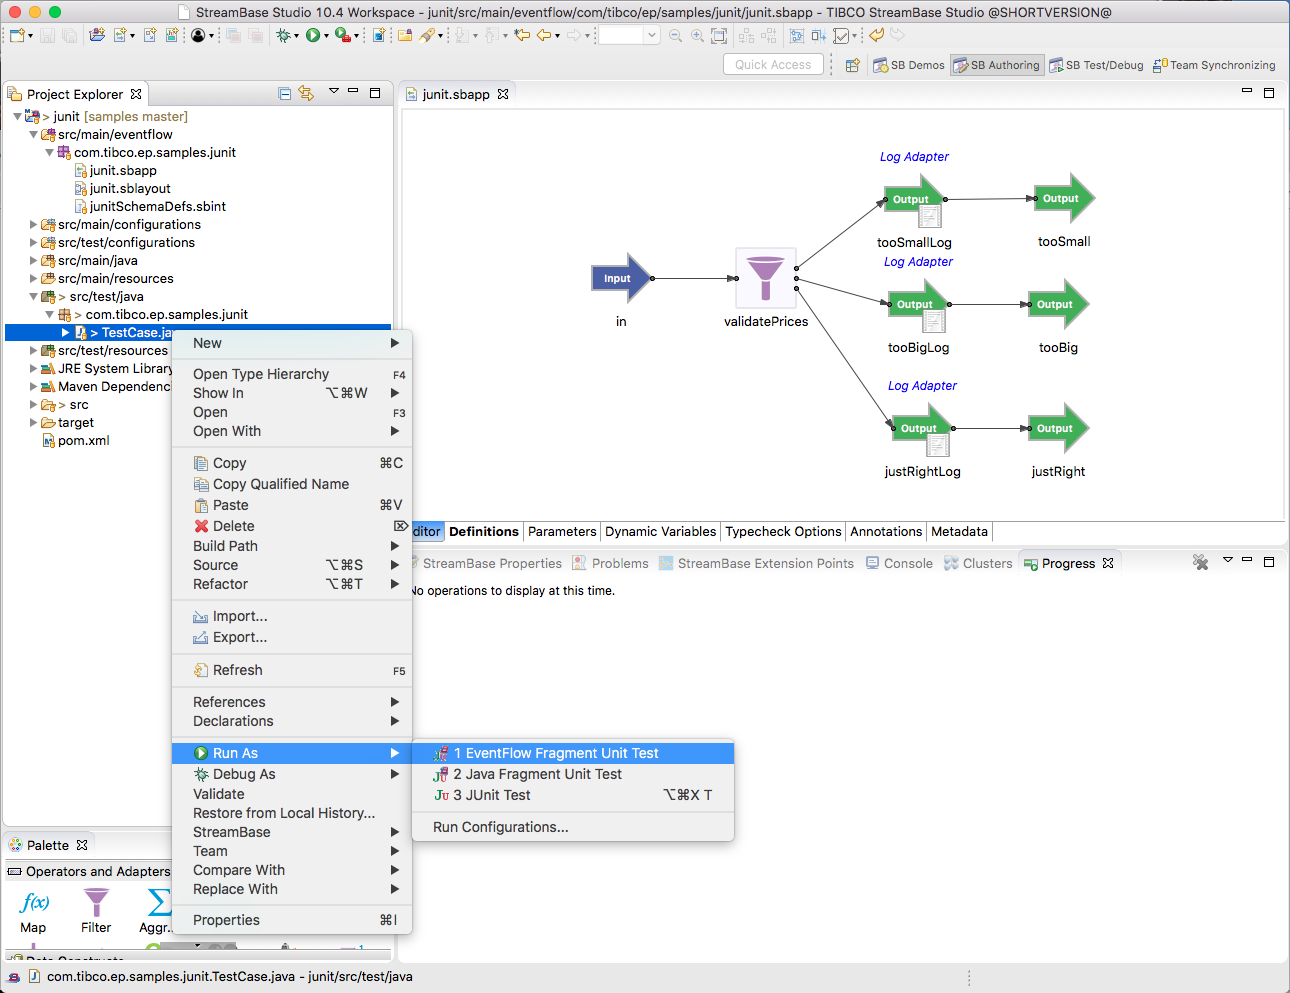 StreamBase Studio 10.4 Workspace - junit/src/main/eventflow/com/tibco/ep/samples/junit/junit.sbapp - TIBCO StreamBase Studio @SHORTVERSION@
Quick Access
SB Demos
SB Authoring
SB Test/Debug
Team Synchronizing
Project Explorer
> junit [samples master]
src/main/eventflow
com.tibco.ep.samples.junit
junit.sbapp
junit.sblayout
junitSchemaDefs.sbint
src/main/configurations
src/test/configurations
src/main/java
src/main/resources
> src/test/java
> com.tibco.ep.samples.junit
> TestCase.ja
src/test/resources
JRE System Library
Maven Dependenc
> src
target
pom.xml
junit.sbapp
Log Adapter
Output
Output
tooSmallLog
tooSmall
Log Adapter
Input
in
validatePrices
Output
Output
tooBigLog
tooBig
Log Adapter
Output
Output
justRightLog
justRight
New
Open Type Hierarchy F4
Show In ⌥⌘W
Open F3
Open With
Copy ⌘C
Copy Qualified Name
Paste ⌘V
Delete ⌦
Build Path
Source ⌥⌘S
Refactor ⌥⌘T
Import...
Export...
Refresh F5
References
Declarations
Run As
Debug As
Validate
Restore from Local History...
StreamBase
Team
Compare With
Replace With
Properties ⌘I
1 EventFlow Fragment Unit Test
2 Java Fragment Unit Test
3 JUnit Test ⌥⌘X T
Run Configurations...
ditor
Definitions
Parameters
Dynamic Variables
Typecheck Options
Annotations
Metadata
StreamBase Properties
Problems
StreamBase Extension Points
Console
Clusters
Progress
No operations to display at this time.
Palette
Operators and Adapters
f(x)
Map
Filter
Aggr..
Data Constructs
com.tibco.ep.samples.junit.TestCase.java - junit/src/test/java